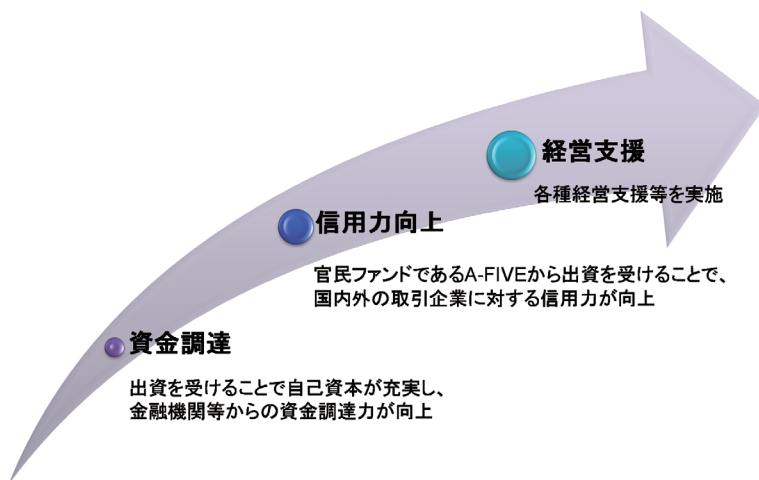 経営支援
各種経営支援等を実施
信用力向上
官民ファンドであるA-FIVEから出資を受けることで、
国内外の取引企業に対する信用力が向上
資金調達
出資を受けることで自己資本が充実し、
金融機関等からの資金調達力が向上